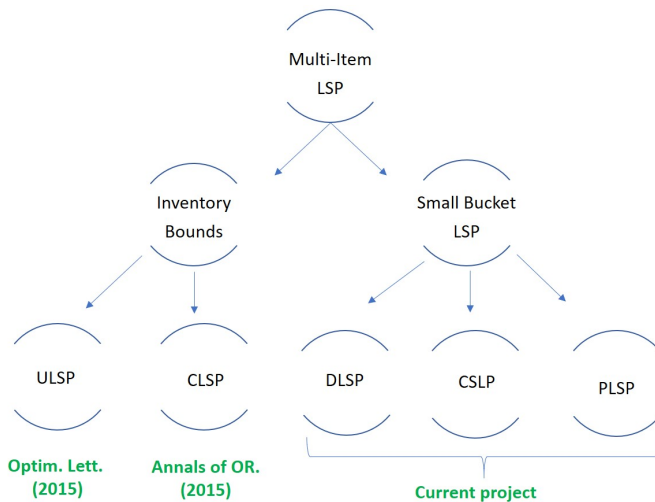 Multi-Item
LSP
Inventory
Bounds
Small Bucket
LSP
ULSP
CLSP
DLSP
CSLP
PLSP
Optim. Lett.
(2015)
Annals of OR.
(2015)
Current project